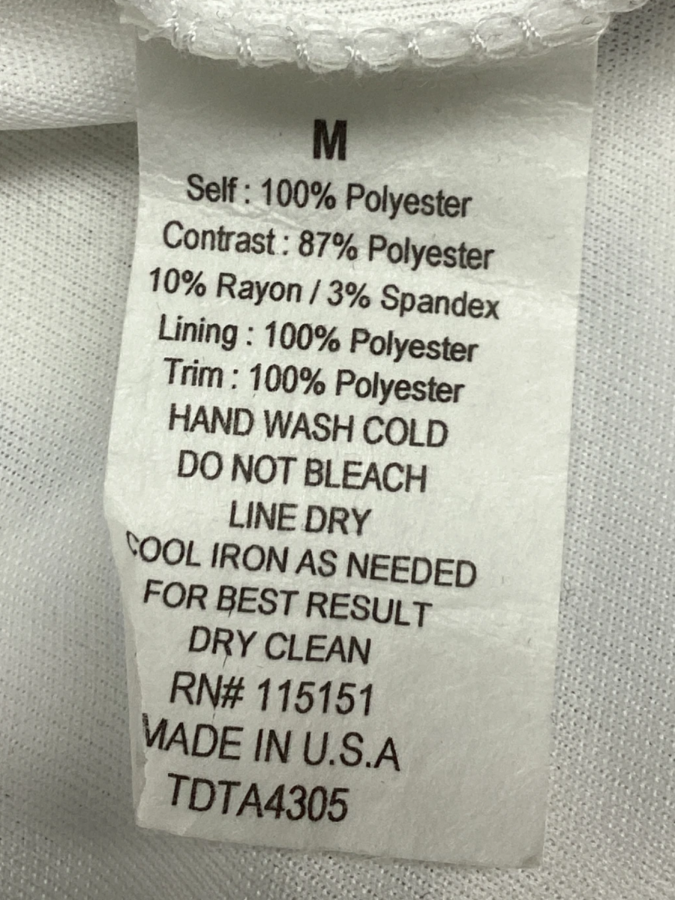 M
Self : 100% Polyester
Contrast : 87% Polyester
10% Rayon / 3% Spandex
Lining : 100% Polyester
Trim : 100% Polyester
HAND WASH COLD
DO NOT BLEACH
LINE DRY
COOL IRON AS NEEDED
FOR BEST RESULT
DRY CLEAN
RN# 115151
MADE IN U.S.A
TDTA4305